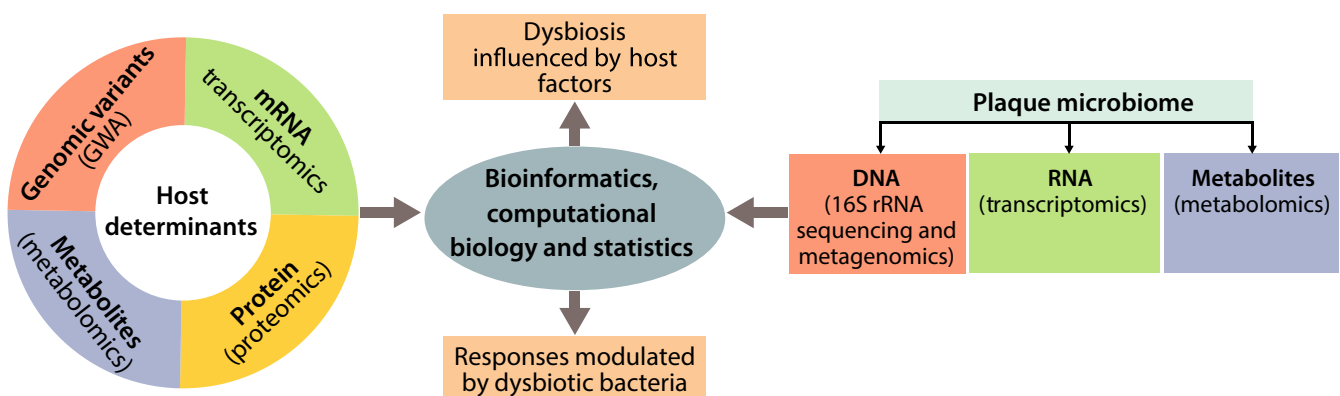 Genomic variants
(GWA)
mRNA
transcriptomics
Host
determinants
Metabolites
(metabolomics)
Protein
(proteomics)
Dysbiosis
influenced by host
factors
Bioinformatics,
computational
biology and statistics
Responses modulated
by dysbiotic bacteria
Plaque microbiome
DNA
(16S rRNA
sequencing and
metagenomics)
RNA
(transcriptomics)
Metabolites
(metabolomics)